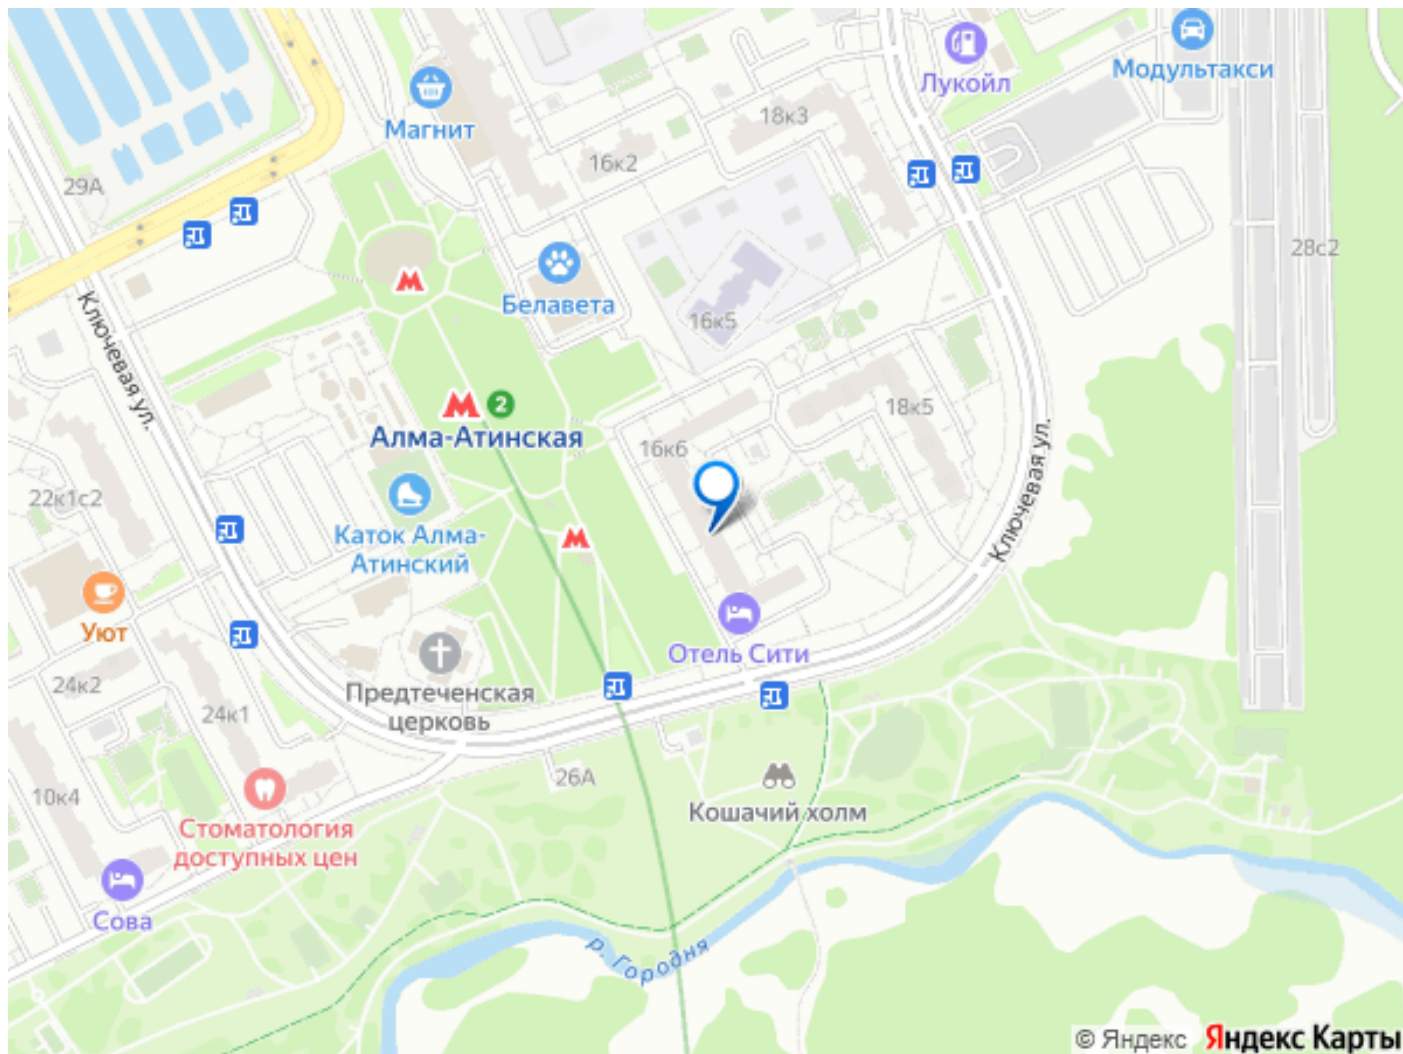 Лукойл
Модультакси
Магнит
18к3
16к2
29А
28с2
Белавета
16к5
Ключевая ул.
2
Алма-Атинская
18к5
16к6
Ключевая ул.
22к1с2
Каток Алма-
Атинский
Уют
Отель Сити
24к2
Предтеченская
церковь
24к1
26А
10к4
Кошачий холм
Стоматология
доступных цен
Сова
р. Городня
© Яндекс Яндекс Карты